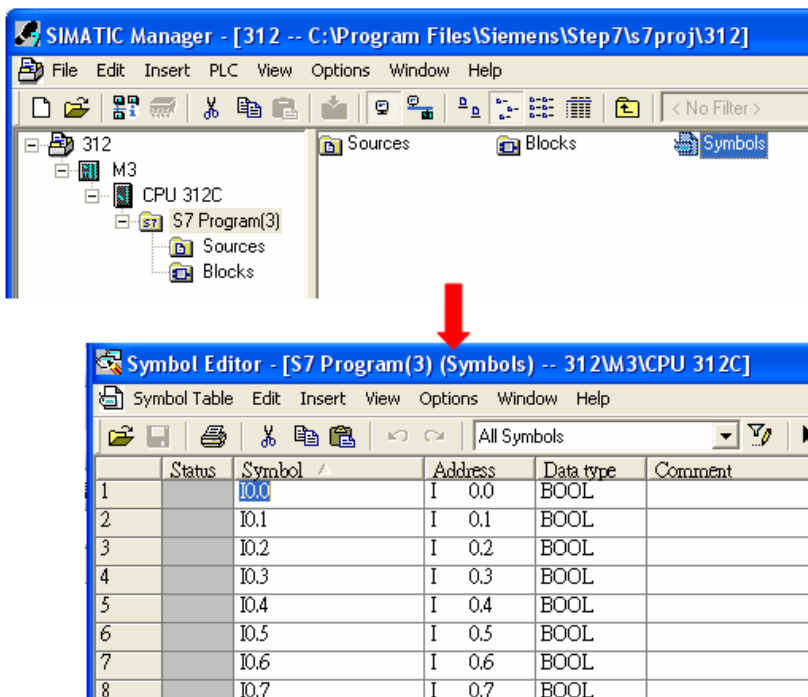 SIMATIC Manager - [312 -- C:\Program Files\Siemens\Step7\s7proj\312]
File Edit Insert PLC View Options Window Help
< No Filter >
312
M3
CPU 312C
S7 Program(3)
Sources
Blocks
Sources Blocks Symbols
Symbol Editor - [S7 Program(3) (Symbols) -- 312\M3\CPU 312C]
Symbol Table Edit Insert View Options Window Help
All Symbols
Status Symbol Address Data type Comment
1 I0.0 I 0.0 BOOL
2 I0.1 I 0.1 BOOL
3 I0.2 I 0.2 BOOL
4 I0.3 I 0.3 BOOL
5 I0.4 I 0.4 BOOL
6 I0.5 I 0.5 BOOL
7 I0.6 I 0.6 BOOL
8 I0.7 I 0.7 BOOL